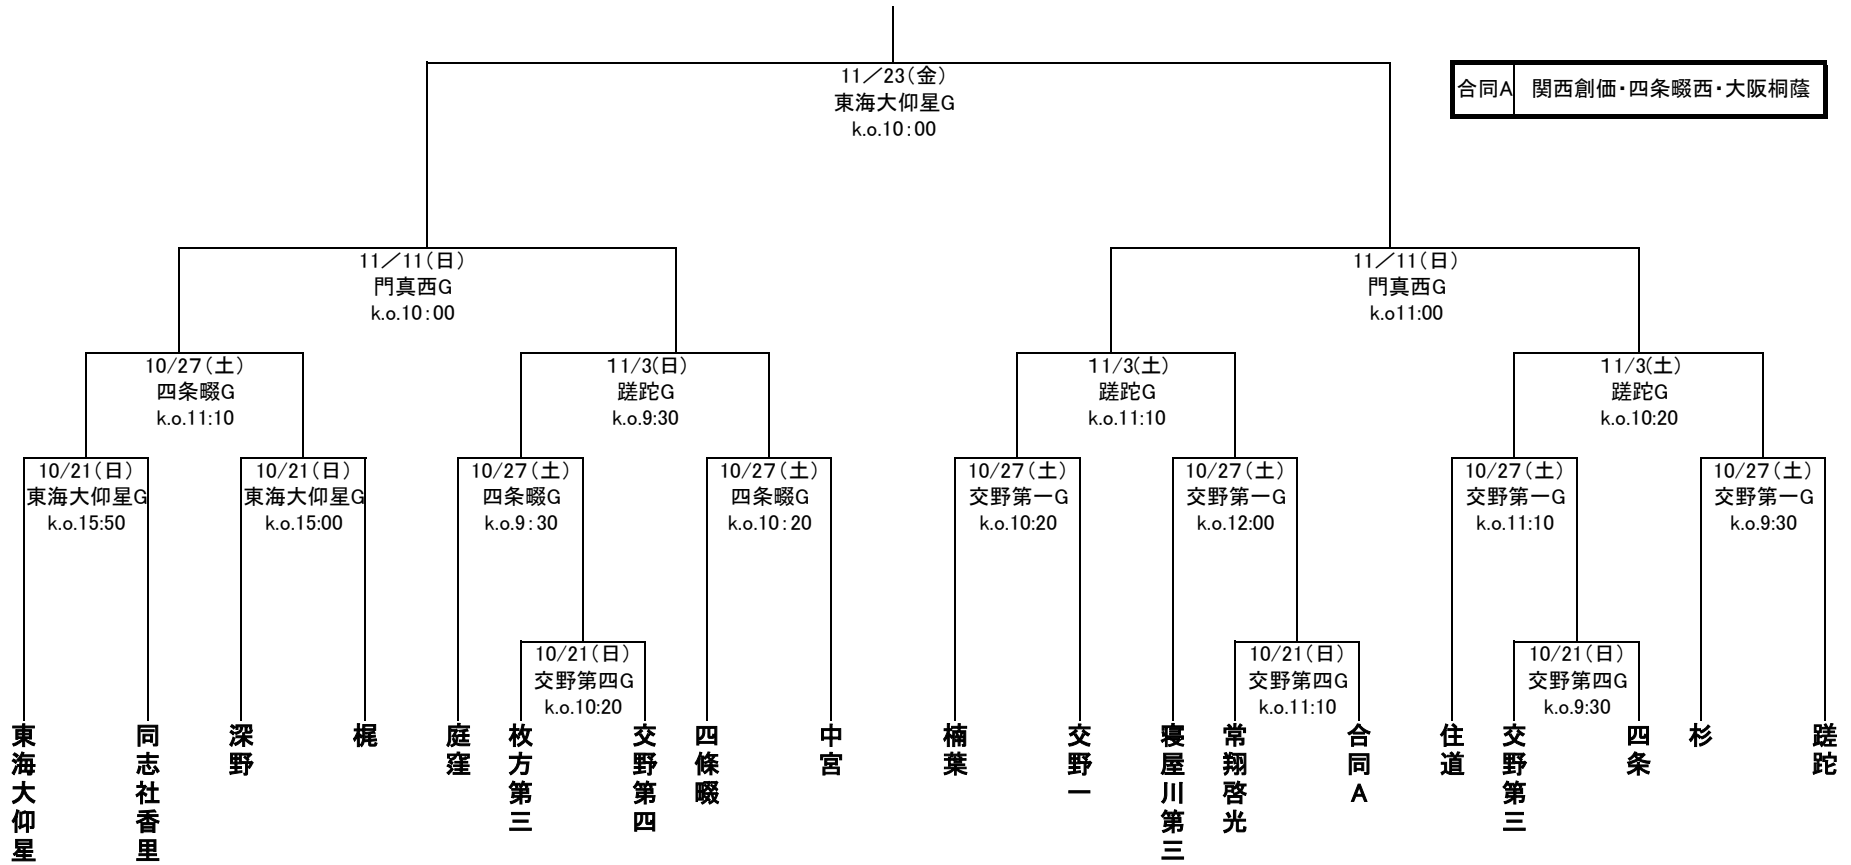 11／23（金）
東海大仰星G
k.o.10：00
合同A 関西創価・四条畷西・大阪桐蔭
11／11（日）
門真西G
k.o.10：00
11／11（日）
門真西G
k.o11:00
10/27（土）
四条畷G
k.o.11:10
11/3(日)
蹉跎G
k.o.9:30
11/3(土)
蹉跎G
k.o.11:10
11/3(土)
蹉跎G
k.o.10:20
10/21（日）
東海大仰星G
k.o.15:50
10/21（日）
東海大仰星G
k.o.15:00
10/27（土）
四条畷G
k.o.9：30
10/27（土）
四条畷G
k.o.10：20
10/27（土）
交野第一G
k.o.10:20
10/27（土）
交野第一G
k.o.12:00
10/27（土）
交野第一G
k.o.11:10
10/27（土）
交野第一G
k.o.9:30
10/21（日）
交野第四G
k.o.10:20
10/21（日）
交野第四G
k.o.11:10
10/21（日）
交野第四G
k.o.9:30
東海大仰星
同志社香里
深野
梶
庭窪
枚方第三
交野第四
四條畷
中宮
楠葉
交野一
寝屋川第三
常翔啓光
合同A
住道
交野第三
四条
杉
蹉跎